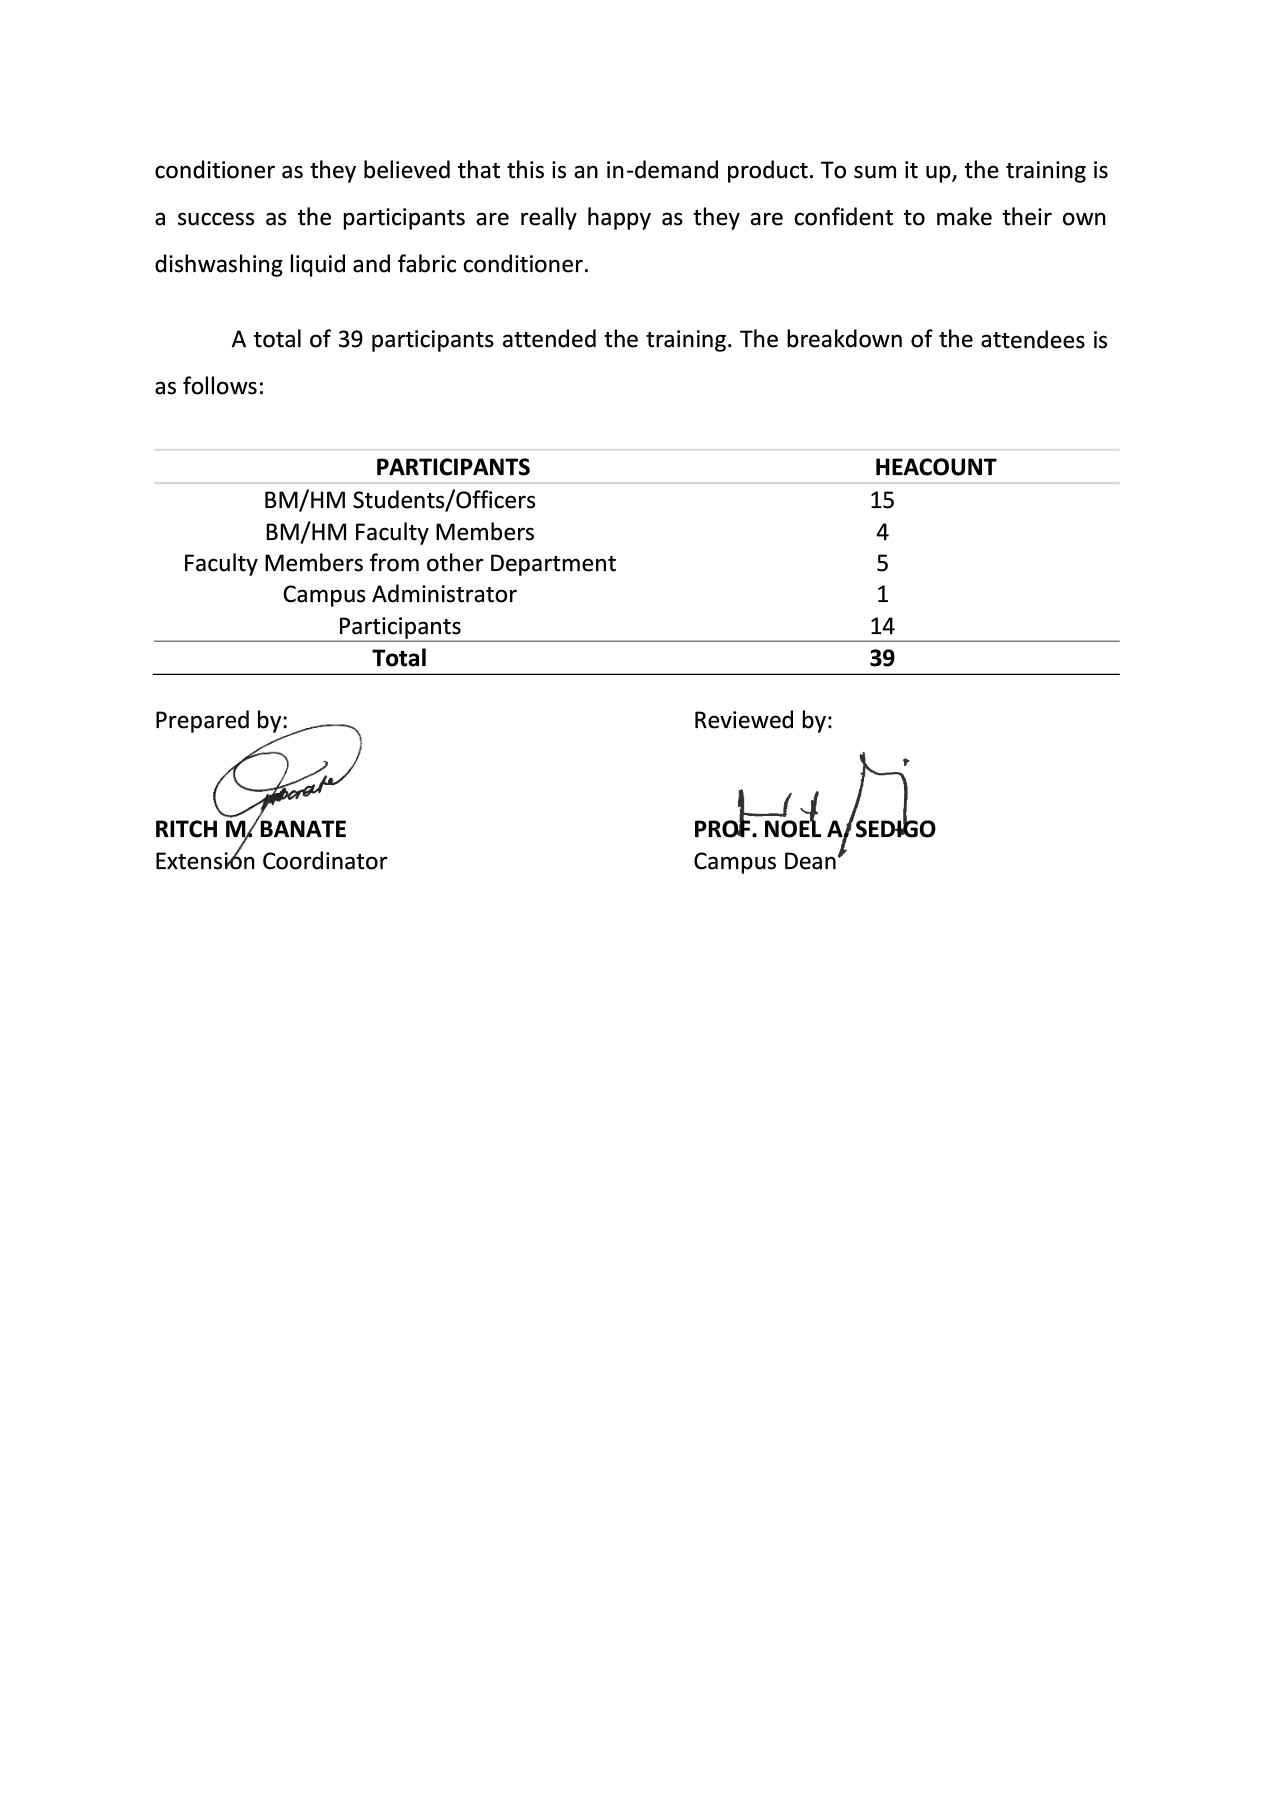 conditioner as they believed that this is an in-demand product. To sum it up, the training is
a success as the participants are really happy as they are confident to make their own
dishwashing liquid and fabric conditioner.
A total of 39 participants attended the training. The breakdown of the attendees is
as follows:
PARTICIPANTS HEACOUNT
BM/HM Students/Officers 15
BM/HM Faculty Members 4
Faculty Members from other Department 5
Campus Administrator 1
Participants 14
Total 39
Prepared by: Reviewed by:
RITCH M. BANATE PROF. NOEL A. SEDIGO
Extension Coordinator Campus Dean